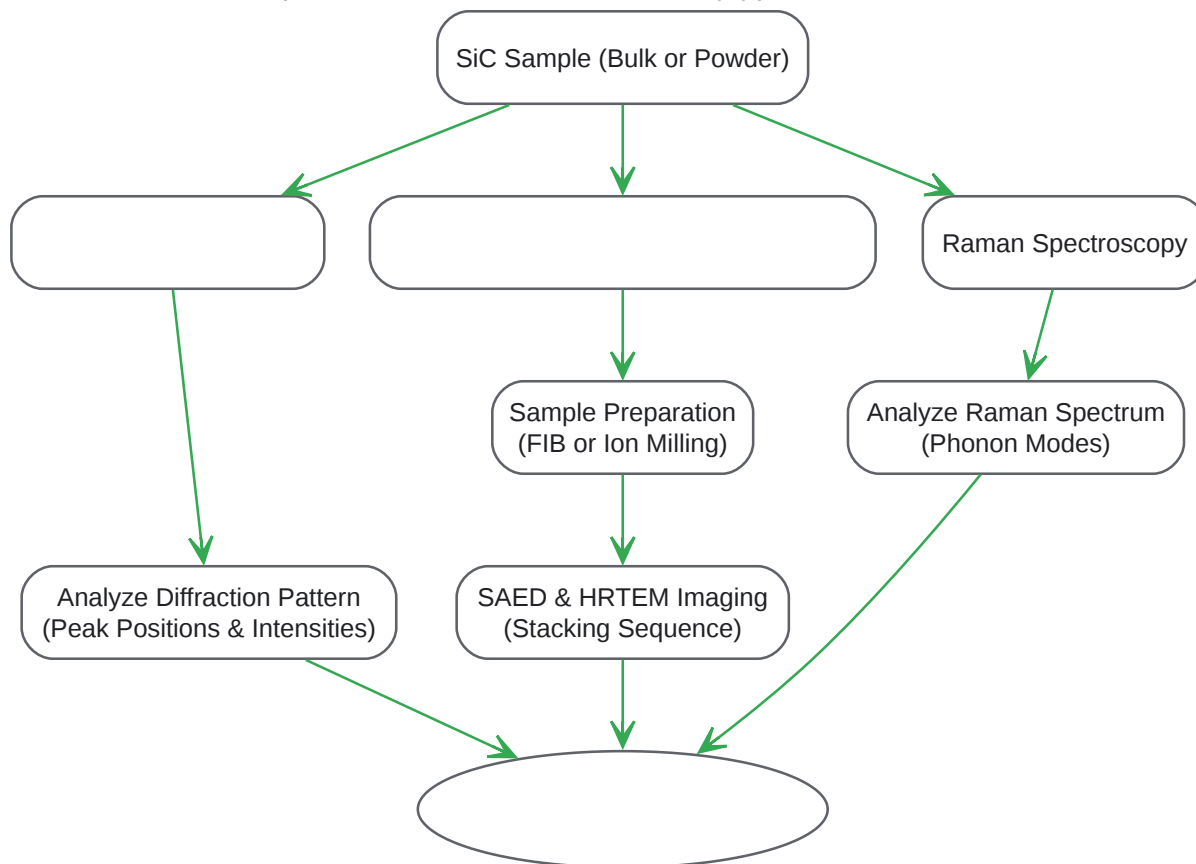 SiC Sample (Bulk or Powder)
Raman Spectroscopy
Sample Preparation
(FIB or Ion Milling)
Analyze Raman Spectrum
(Phonon Modes)
Analyze Diffraction Pattern
(Peak Positions & Intensities)
SAED & HRTEM Imaging
(Stacking Sequence)